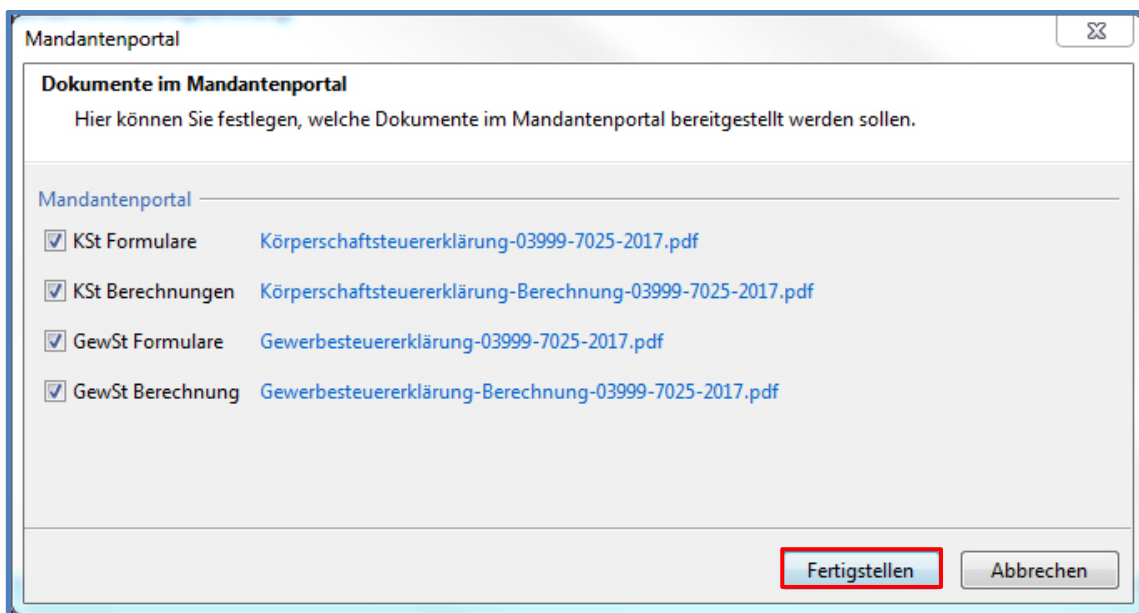 Mandantenportal
Dokumente im Mandantenportal
Hier können Sie festlegen, welche Dokumente im Mandantenportal bereitgestellt werden sollen.
Mandantenportal
KSt Formulare Körperschaftsteuererklärung-03999-7025-2017.pdf
KSt Berechnungen Körperschaftsteuererklärung-Berechnung-03999-7025-2017.pdf
GewSt Formulare Gewerbesteuererklärung-03999-7025-2017.pdf
GewSt Berechnung Gewerbesteuererklärung-Berechnung-03999-7025-2017.pdf
Fertigstellen Abbrechen